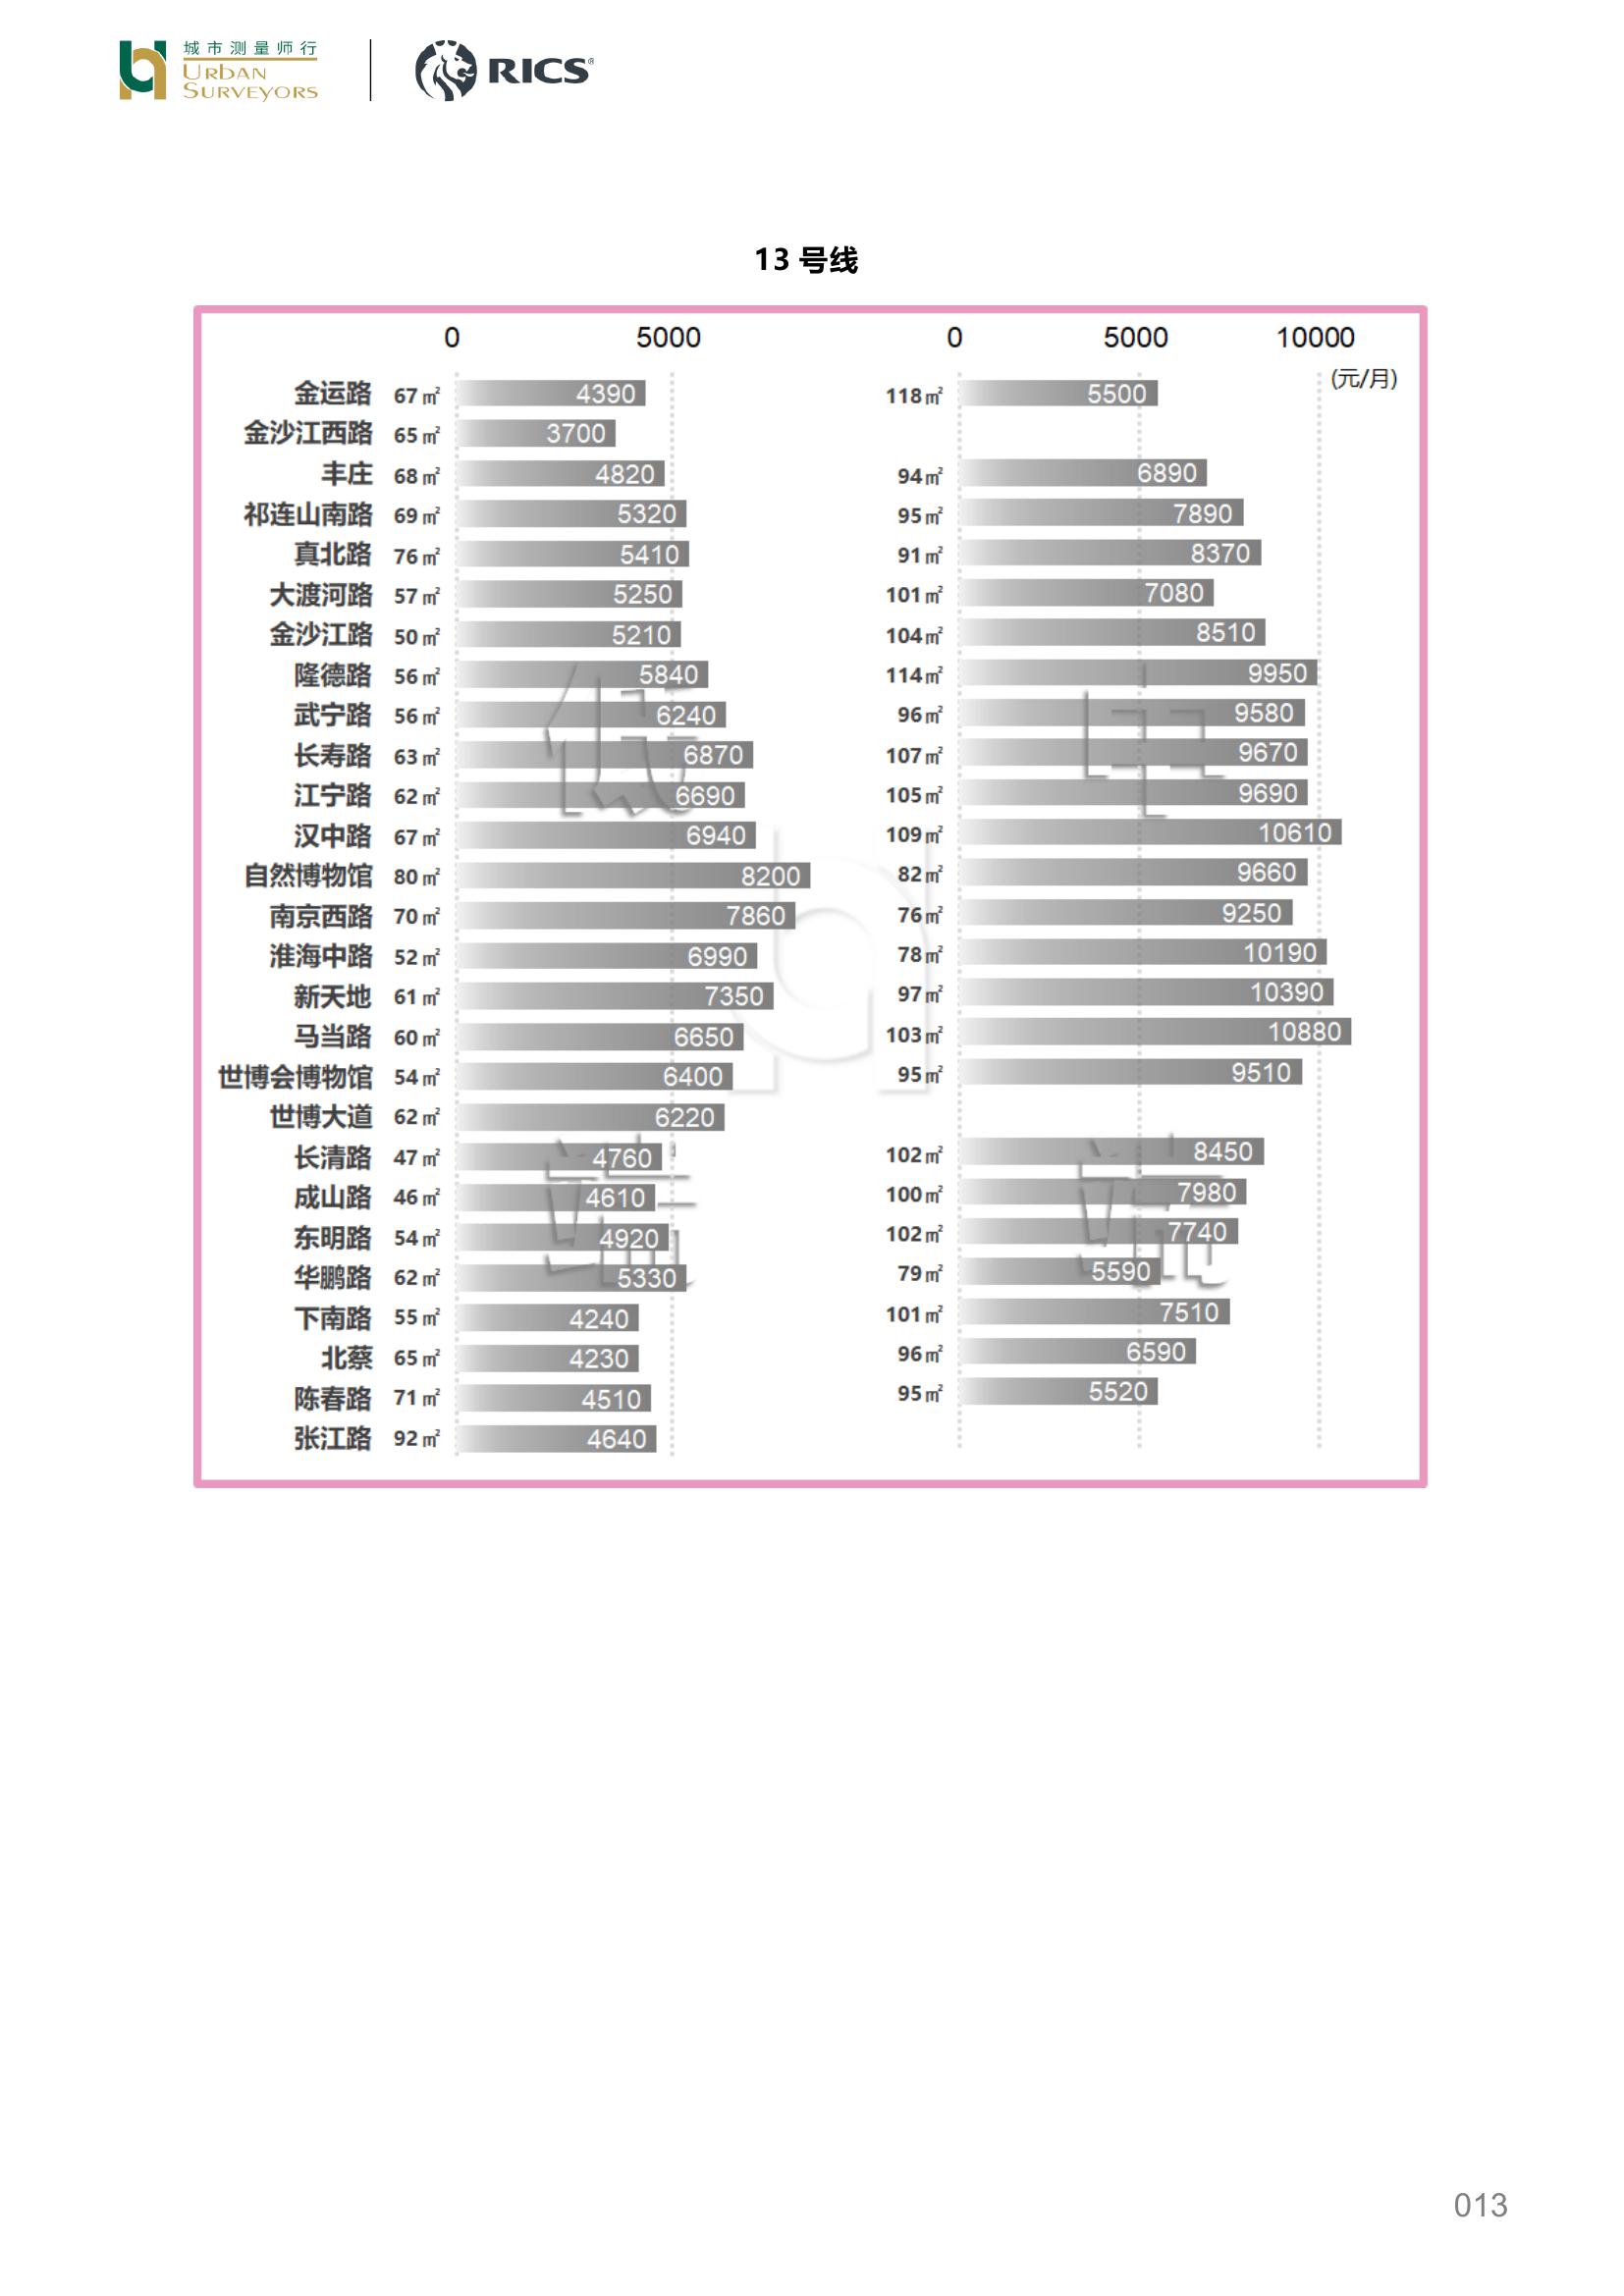 城市测量师行
URBAN
SURVEYORS
RICS®
13 号线
0 5000 0 5000 10000
(元/月)
金运路 67㎡ 4390 118㎡ 5500
金沙江西路 65㎡ 3700
丰庄 68㎡ 4820 94㎡ 6890
祁连山南路 69㎡ 5320 95㎡ 7890
真北路 76㎡ 5410 91㎡ 8370
大渡河路 57㎡ 5250 101㎡ 7080
金沙江路 50㎡ 5210 104㎡ 8510
隆德路 56㎡ 5840 114㎡ 9950
武宁路 56㎡ 6240 96㎡ 9580
长寿路 63㎡ 6870 107㎡ 9670
江宁路 62㎡ 6690 105㎡ 9690
汉中路 67㎡ 6940 109㎡ 10610
自然博物馆 80㎡ 8200 82㎡ 9660
南京西路 70㎡ 7860 76㎡ 9250
淮海中路 52㎡ 6990 78㎡ 10190
新天地 61㎡ 7350 97㎡ 10390
马当路 60㎡ 6650 103㎡ 10880
世博会博物馆 54㎡ 6400 95㎡ 9510
世博大道 62㎡ 6220
长清路 47㎡ 4760 102㎡ 8450
成山路 46㎡ 4610 100㎡ 7980
东明路 54㎡ 4920 102㎡ 7740
华鹏路 62㎡ 5330 79㎡ 5590
下南路 55㎡ 4240 101㎡ 7510
北蔡 65㎡ 4230 96㎡ 6590
陈春路 71㎡ 4510 95㎡ 5520
张江路 92㎡ 4640
低端
中端
013